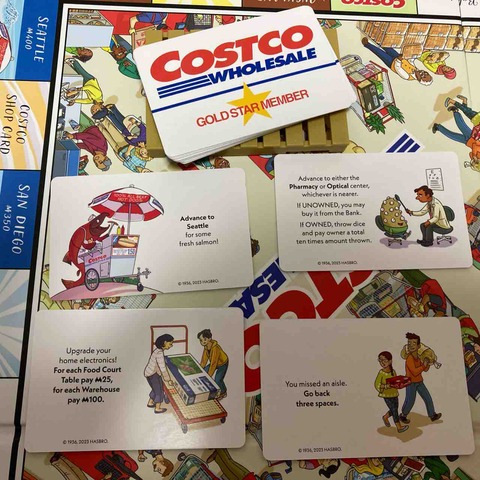 COSTCO
WHOLESALE
GOLD STAR MEMBER
SEATTLE
M400
COSTCO
SHOP CARD
SAN DIEGO
M350
Advance to
Seattle
for some
fresh salmon!
© 1936, 2023 HASBRO.
Advance to either the
Pharmacy or Optical center,
whichever is nearer.
If UNOWNED, you may
buy it from the Bank.
If OWNED, throw dice
and pay owner a total
ten times amount thrown.
© 1936, 2023 HASBRO.
Upgrade your
home electronics!
For each Food Court
Table pay M25,
for each Warehouse
pay M100.
© 1936, 2023 HASBRO.
You missed an aisle.
Go back
three spaces.
© 1936, 2023 HASBRO.